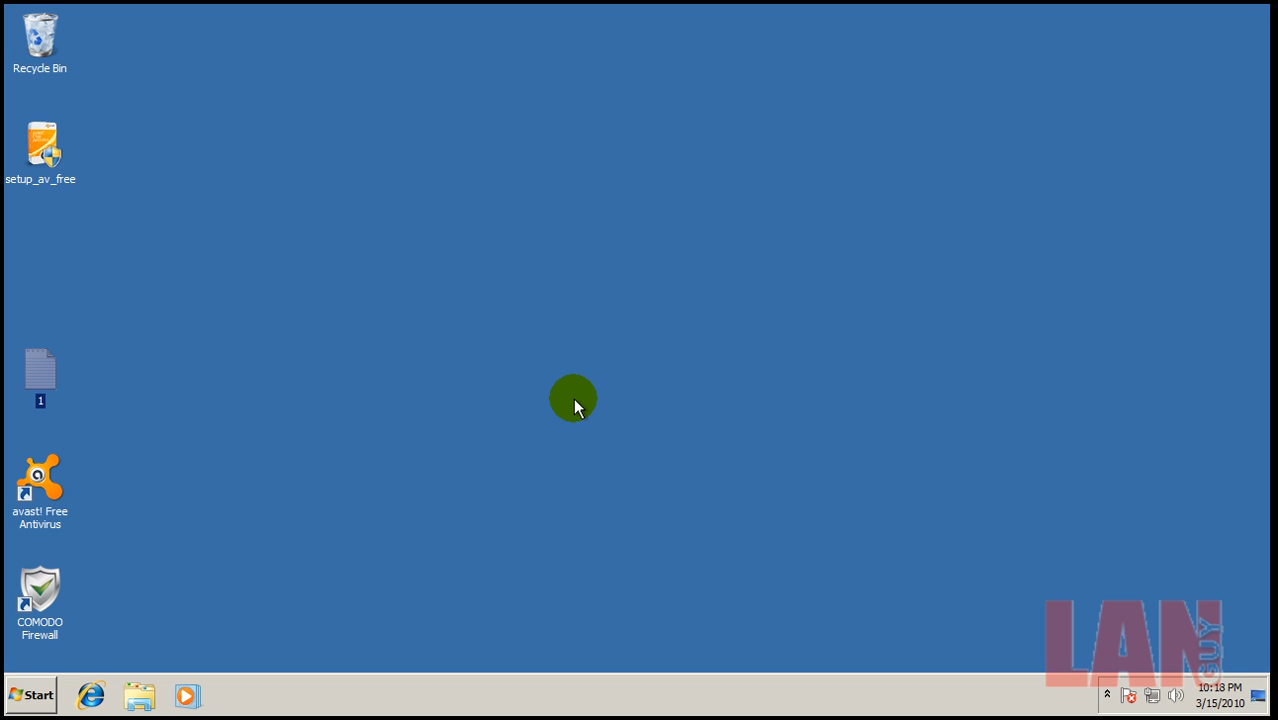 Recycle Bin
setup_av_free
1
avast! Free
Antivirus
COMODO
Firewall
LAN
GUY
Start
10:18 PM
3/15/2010